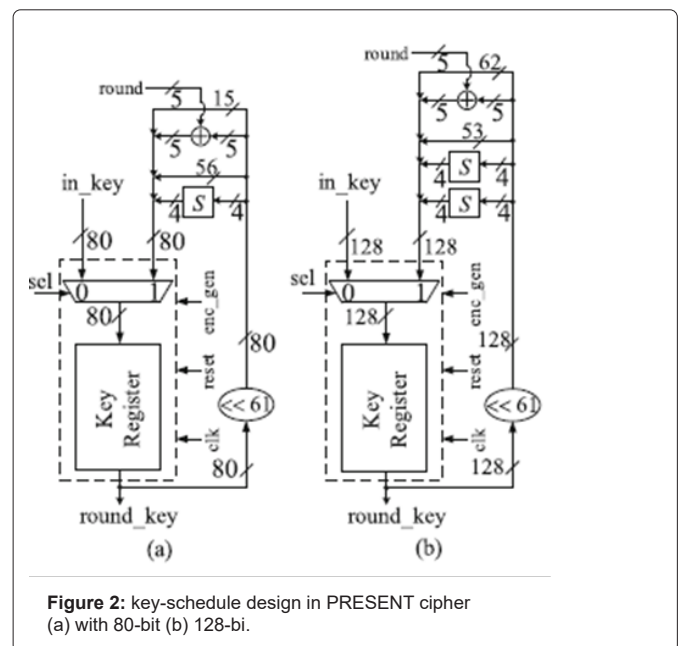 round
5
15
5
5
56
in_key
S
4
4
80
80
sel
0
1
enc_gen
80
80
Key
Register
reset
<< 61
clk
80
round_key
(a)
round
5
62
5
5
53
S
4
4
in_key
S
4
4
128
128
sel
0
1
enc_gen
128
128
Key
Register
reset
<< 61
clk
128
round_key
(b)
Figure 2: key-schedule design in PRESENT cipher
(a) with 80-bit (b) 128-bi.